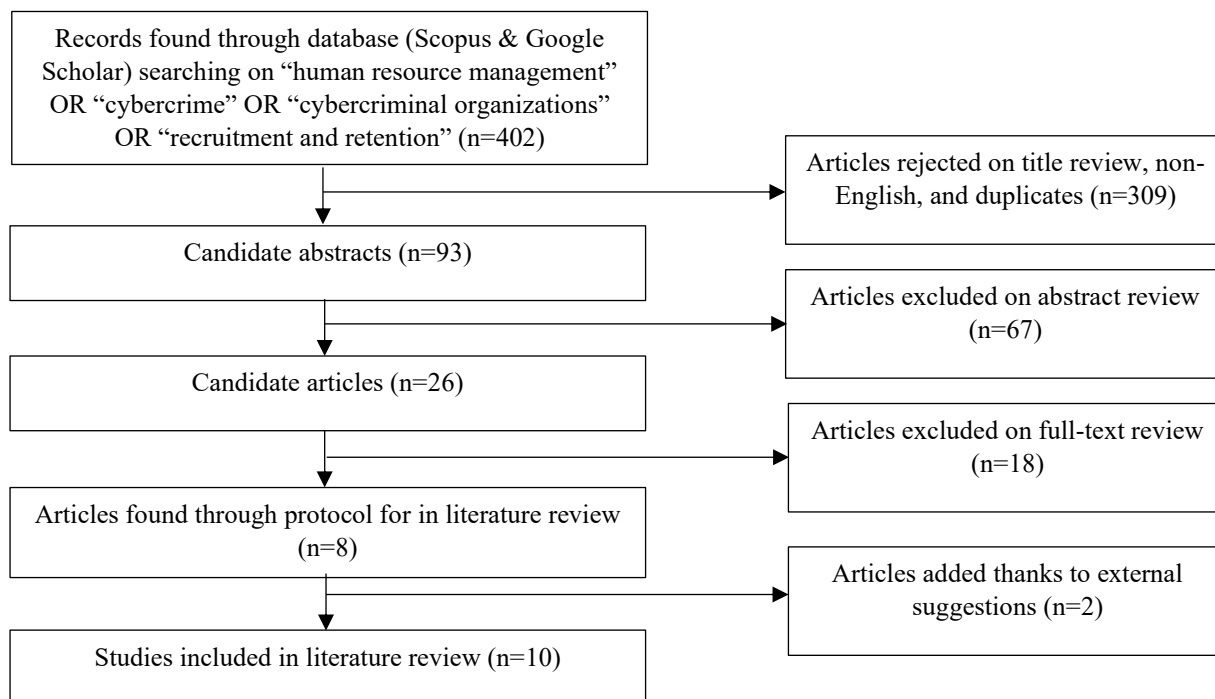 Records found through database (Scopus & Google
Scholar) searching on “human resource management”
OR “cybercrime” OR “cybercriminal organizations”
OR “recruitment and retention” (n=402)
Articles rejected on title review, non-
English, and duplicates (n=309)
Candidate abstracts (n=93)
Articles excluded on abstract review
(n=67)
Candidate articles (n=26)
Articles excluded on full-text review
(n=18)
Articles found through protocol for in literature review
(n=8)
Articles added thanks to external
suggestions (n=2)
Studies included in literature review (n=10)